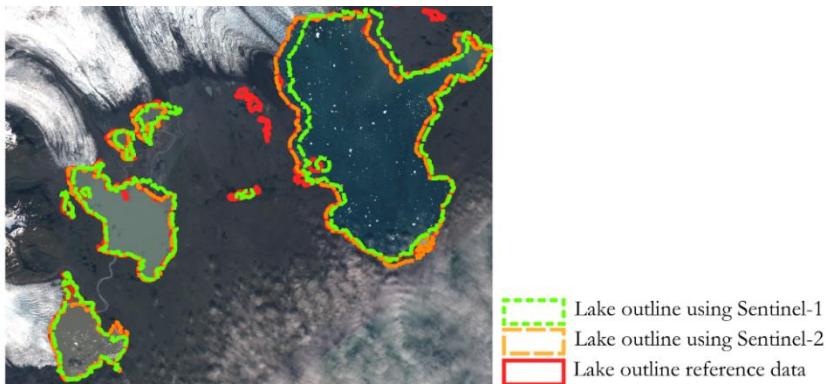 Lake outline using Sentinel-1
Lake outline using Sentinel-2
Lake outline reference data